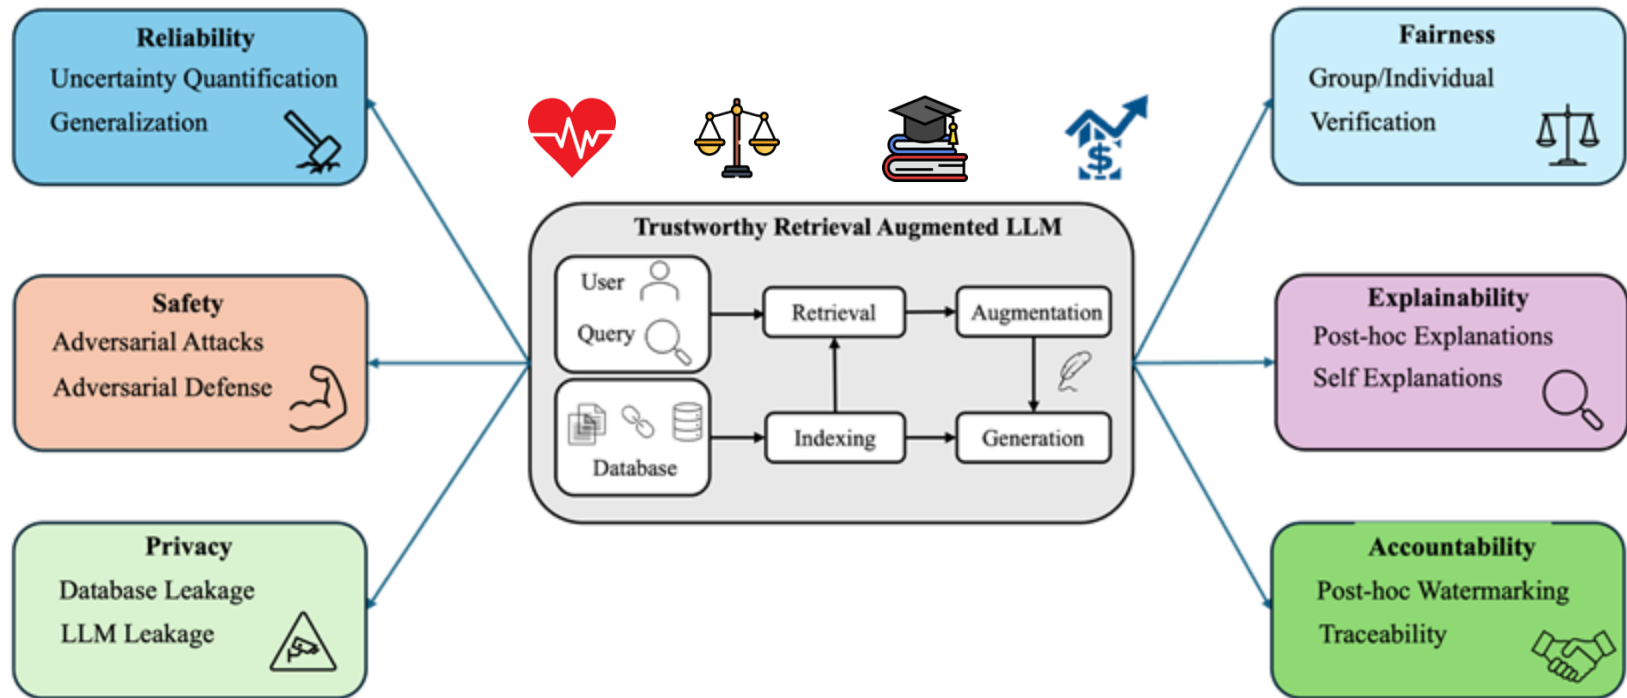 Reliability
Uncertainty Quantification
Generalization
Safety
Adversarial Attacks
Adversarial Defense
Privacy
Database Leakage
LLM Leakage
Trustworthy Retrieval Augmented LLM
User
Query
Retrieval
Augmentation
Database
Indexing
Generation
$
Fairness
Group/Individual
Verification
Explainability
Post-hoc Explanations
Self Explanations
Accountability
Post-hoc Watermarking
Traceability